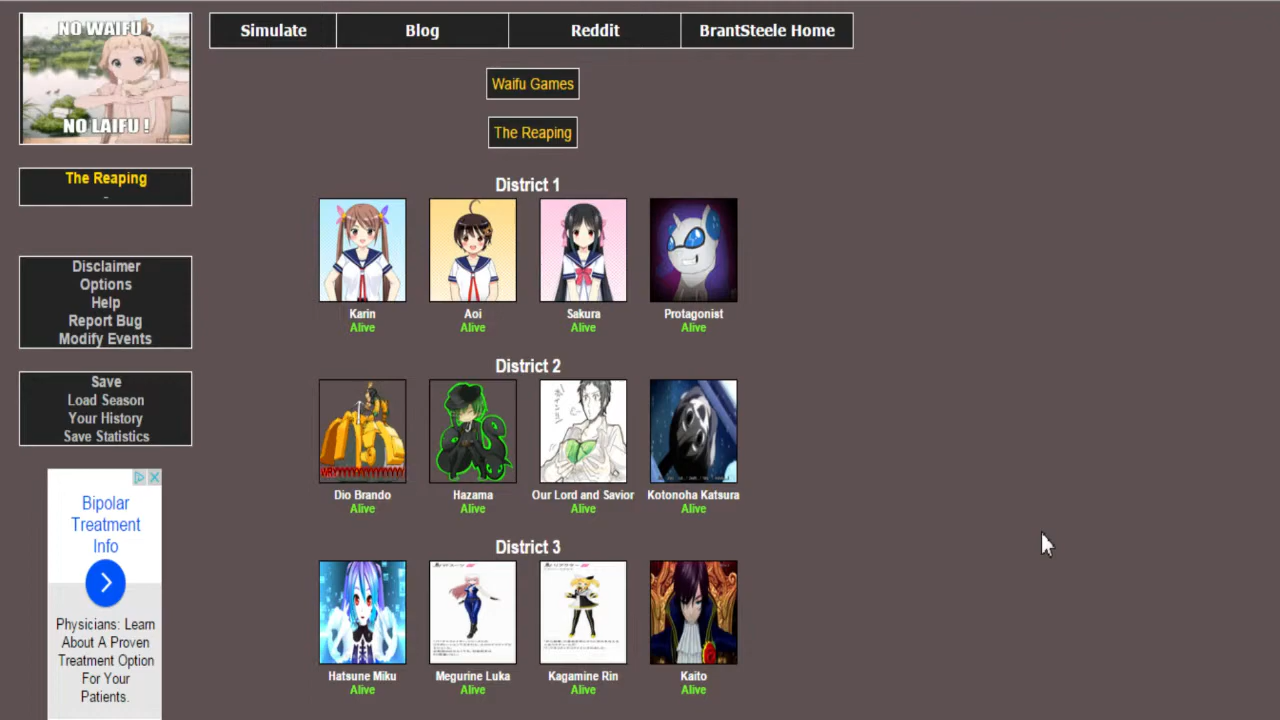 NO WAIFU
NO LAIFU !
Simulate
Blog
Reddit
BrantSteele Home
Waifu Games
The Reaping
The Reaping
-
Disclaimer
Options
Help
Report Bug
Modify Events
Save
Load Season
Your History
Save Statistics
Bipolar
Treatment
Info
Physicians: Learn
About A Proven
Treatment Option
For Your
Patients.
District 1
Karin
Aoi
Sakura
Protagonist
Alive
Alive
Alive
Alive
District 2
Dio Brando
Hazama
Our Lord and Savior
Kotonoha Katsura
Alive
Alive
Alive
Alive
District 3
Hatsune Miku
Megurine Luka
Kagamine Rin
Kaito
Alive
Alive
Alive
Alive